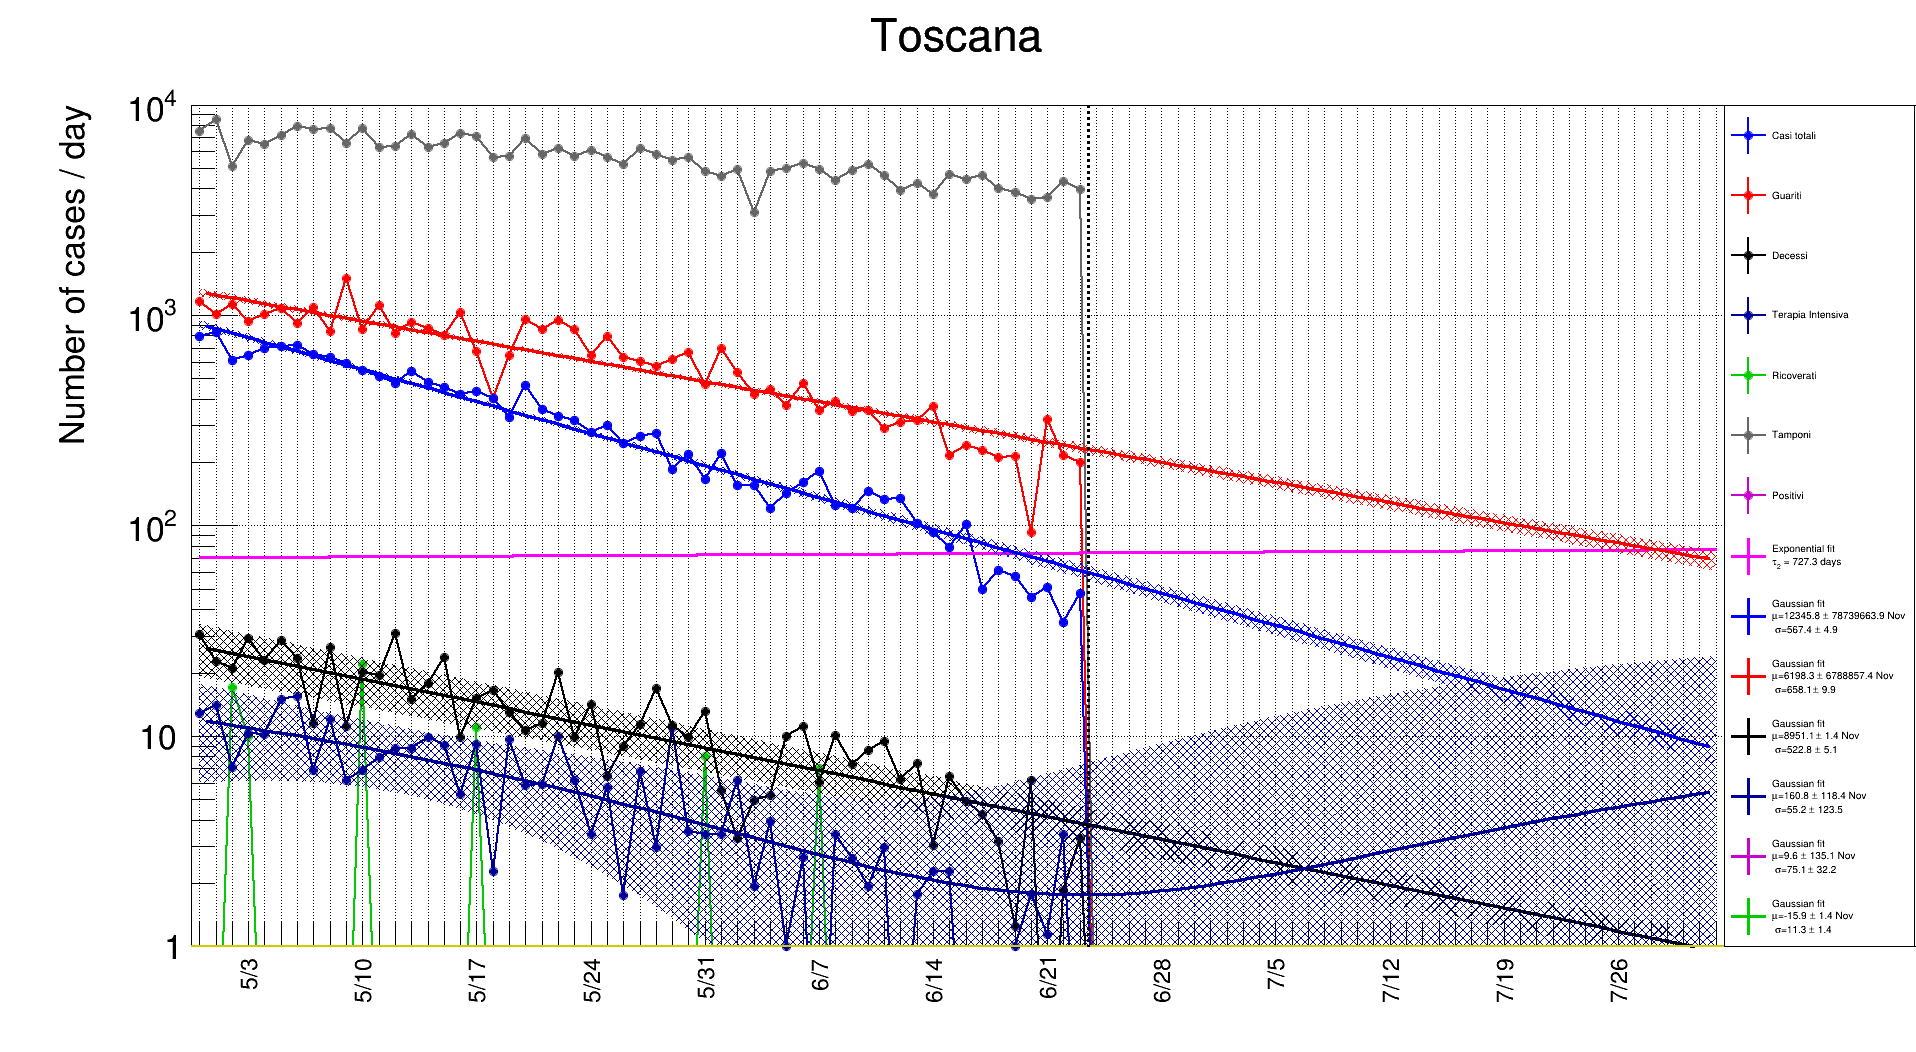 Toscana
Number of cases / day
10^4
10^3
10^2
10
1
5/3
5/10
5/17
5/24
5/31
6/7
6/14
6/21
6/28
7/5
7/12
7/19
7/26
Casi totali
Guariti
Decessi
Terapia Intensiva
Ricoverati
Tamponi
Positivi
Exponential fit
τ₂ = 727.3 days
Gaussian fit
μ=12345.8 ± 78739663.9 Nov
σ=567.4 ± 4.9
Gaussian fit
μ=6198.3 ± 6788857.4 Nov
σ=658.1 ± 9.9
Gaussian fit
μ=8951.1 ± 1.4 Nov
σ=522.8 ± 5.1
Gaussian fit
μ=160.8 ± 118.4 Nov
σ=55.2 ± 123.5
Gaussian fit
μ=9.6 ± 135.1 Nov
σ=75.1 ± 32.2
Gaussian fit
μ=-15.9 ± 1.4 Nov
σ=11.3 ± 1.4